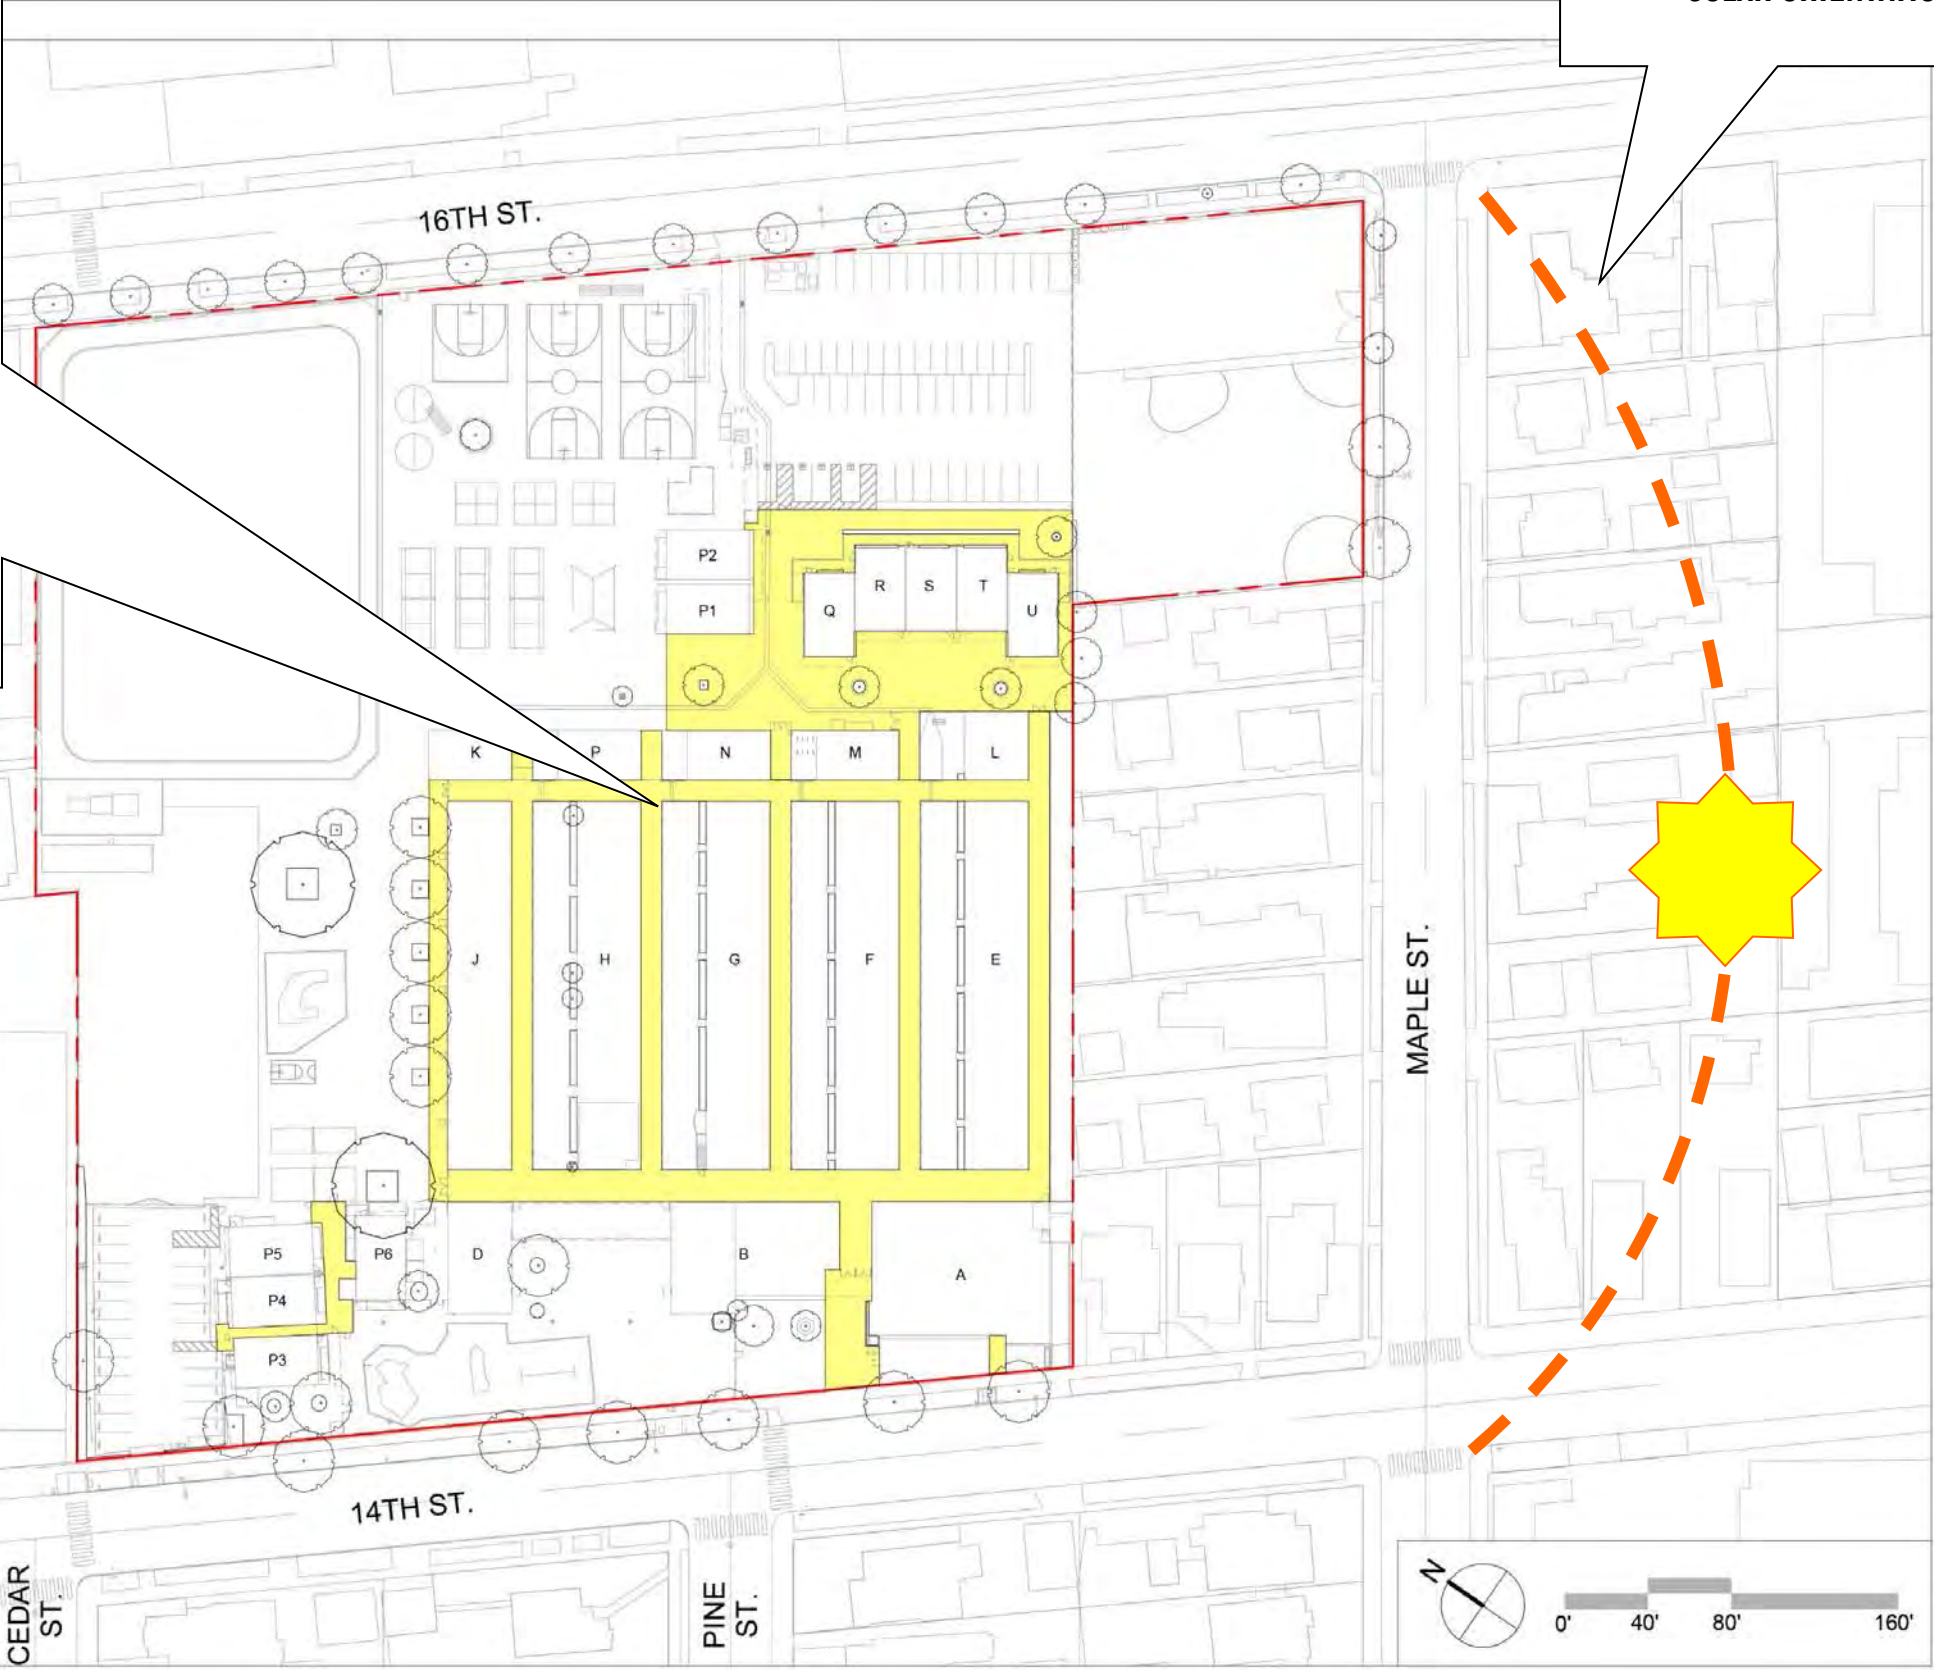 16TH ST.
P2
P1
R
S
T
Q
U
K
P
N
M
L
J
H
G
F
E
MAPLE ST.
P5
P6
D
B
A
P4
P3
14TH ST.
CEDAR
ST.
PINE
ST.
N
0'
40'
80'
160'